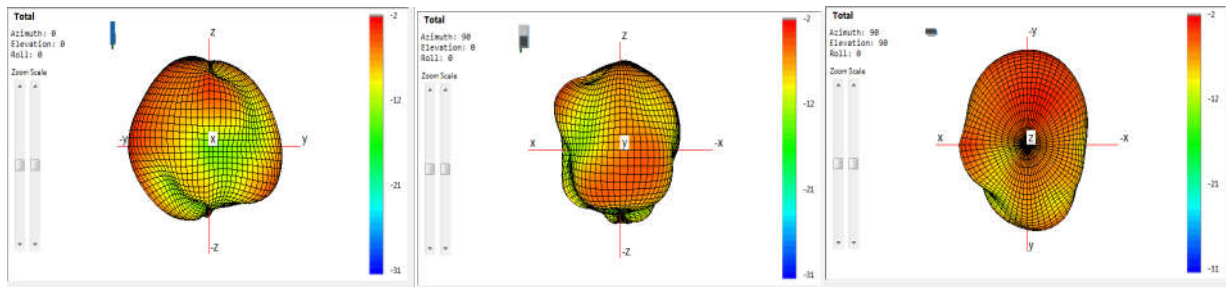 Total
Azimuth: 0
Elevation: 0
Roll: 0
Zoom Scale
z
-y
x
y
-z
-2
-12
-21
-31
Total
Azimuth: 90
Elevation: 0
Roll: 0
Zoom Scale
z
x
y
-x
-z
-2
-12
-21
-31
Total
Azimuth: 90
Elevation: 90
Roll: 0
Zoom Scale
-y
x
z
-x
y
-2
-12
-21
-31